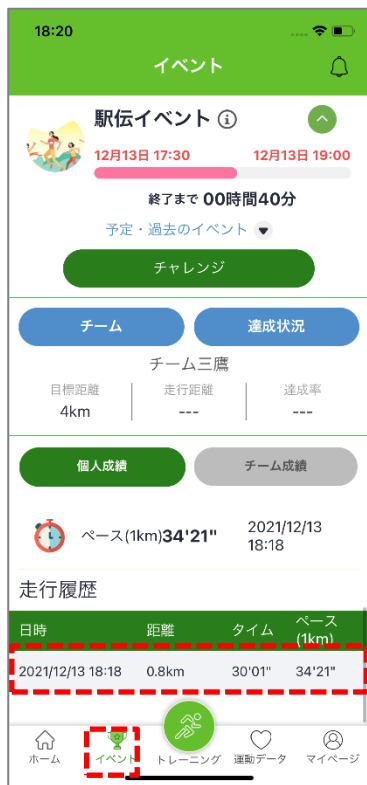 18:20
イベント
駅伝イベント
12月13日 17:30 12月13日 19:00
終了まで 00時間40分
予定・過去のイベント
チャレンジ
チーム 達成状況
チーム三鷹
目標距離 走行距離 達成率
4km --- ---
個人成績 チーム成績
ペース(1km)34'21" 2021/12/13
18:18
走行履歴
日時 距離 タイム ペース
(1km)
2021/12/13 18:18 0.8km 30'01" 34'21"
ホーム イベント トレーニング 運動データ マイページ